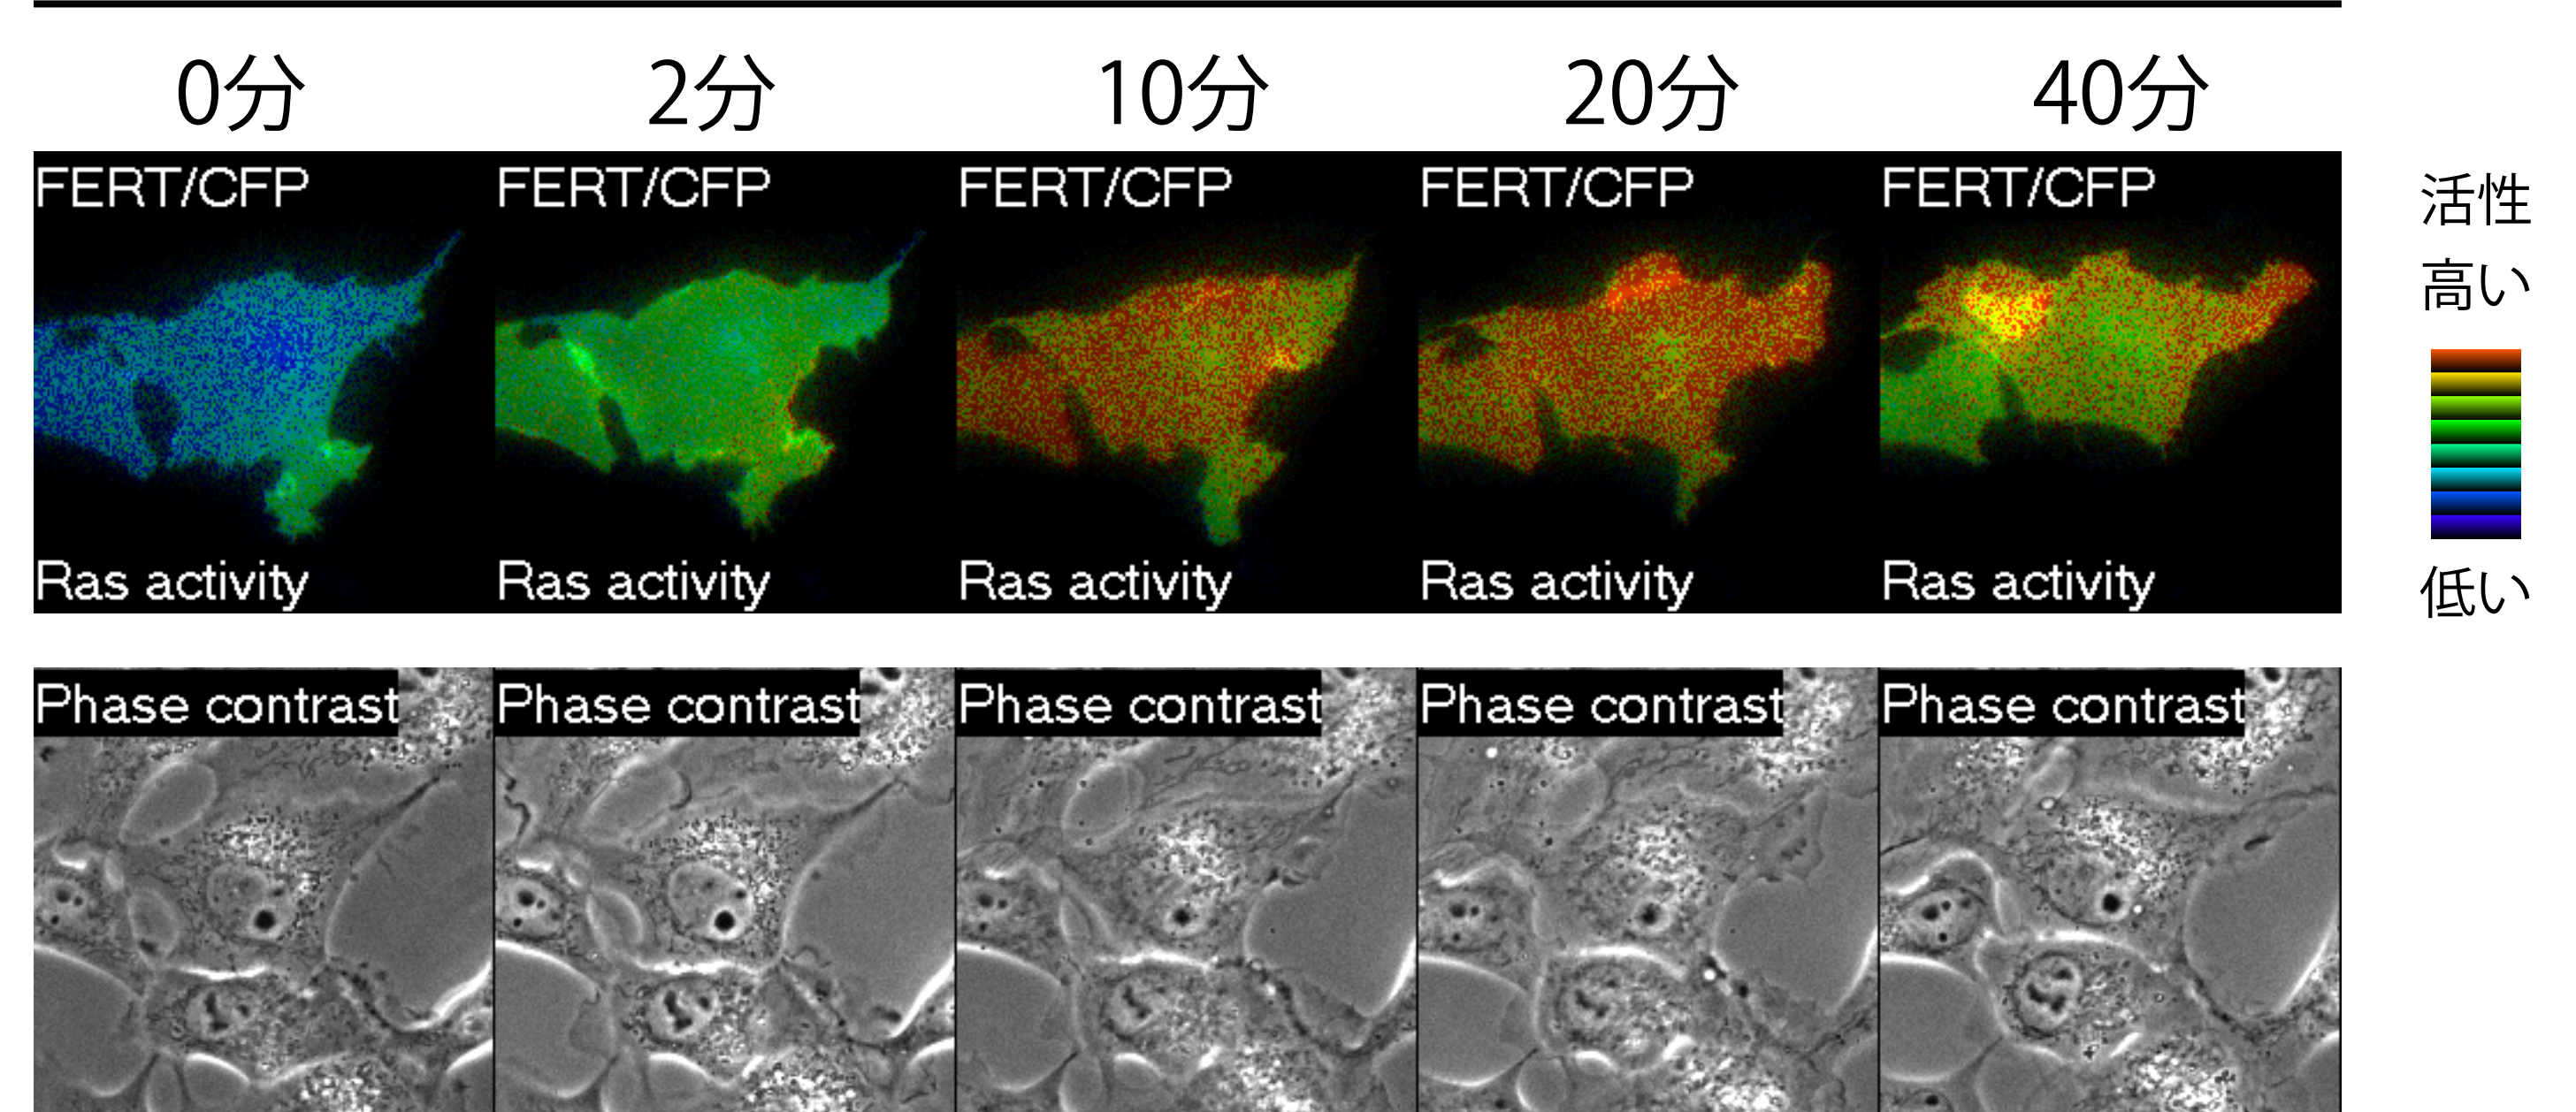 0分 2分 10分 20分 40分
FERT/CFP FERT/CFP FERT/CFP FERT/CFP FERT/CFP
活性
高い
Ras activity Ras activity Ras activity Ras activity Ras activity
低い
Phase contrast Phase contrast Phase contrast Phase contrast Phase contrast